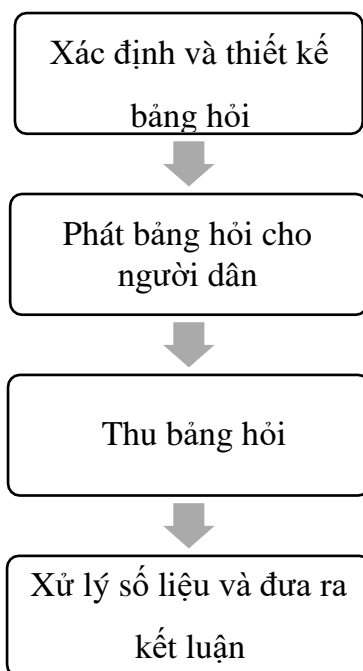 Xác định và thiết kế
bảng hỏi
Phát bảng hỏi cho
người dân
Thu bảng hỏi
Xử lý số liệu và đưa ra
kết luận